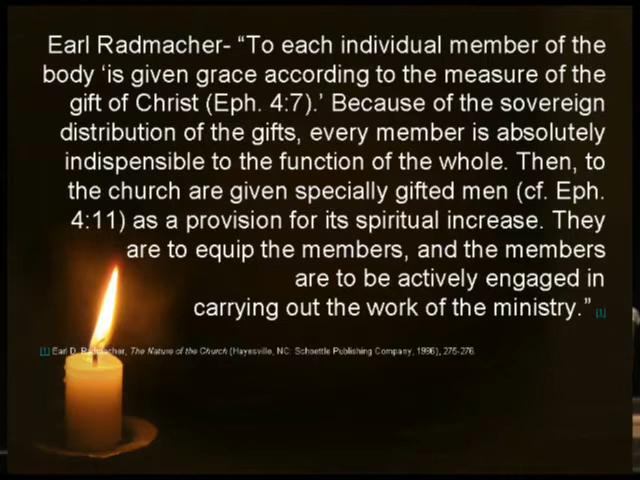 Earl Radmacher- “To each individual member of the
body ‘is given grace according to the measure of the
gift of Christ (Eph. 4:7).’ Because of the sovereign
distribution of the gifts, every member is absolutely
indispensible to the function of the whole. Then, to
the church are given specially gifted men (cf. Eph.
4:11) as a provision for its spiritual increase. They
are to equip the members, and the members
are to be actively engaged in
carrying out the work of the ministry.” [1]
[1] Earl D. Radmacher, The Nature of the Church (Hayesville, NC: Schoettle Publishing Company, 1996), 275-276.